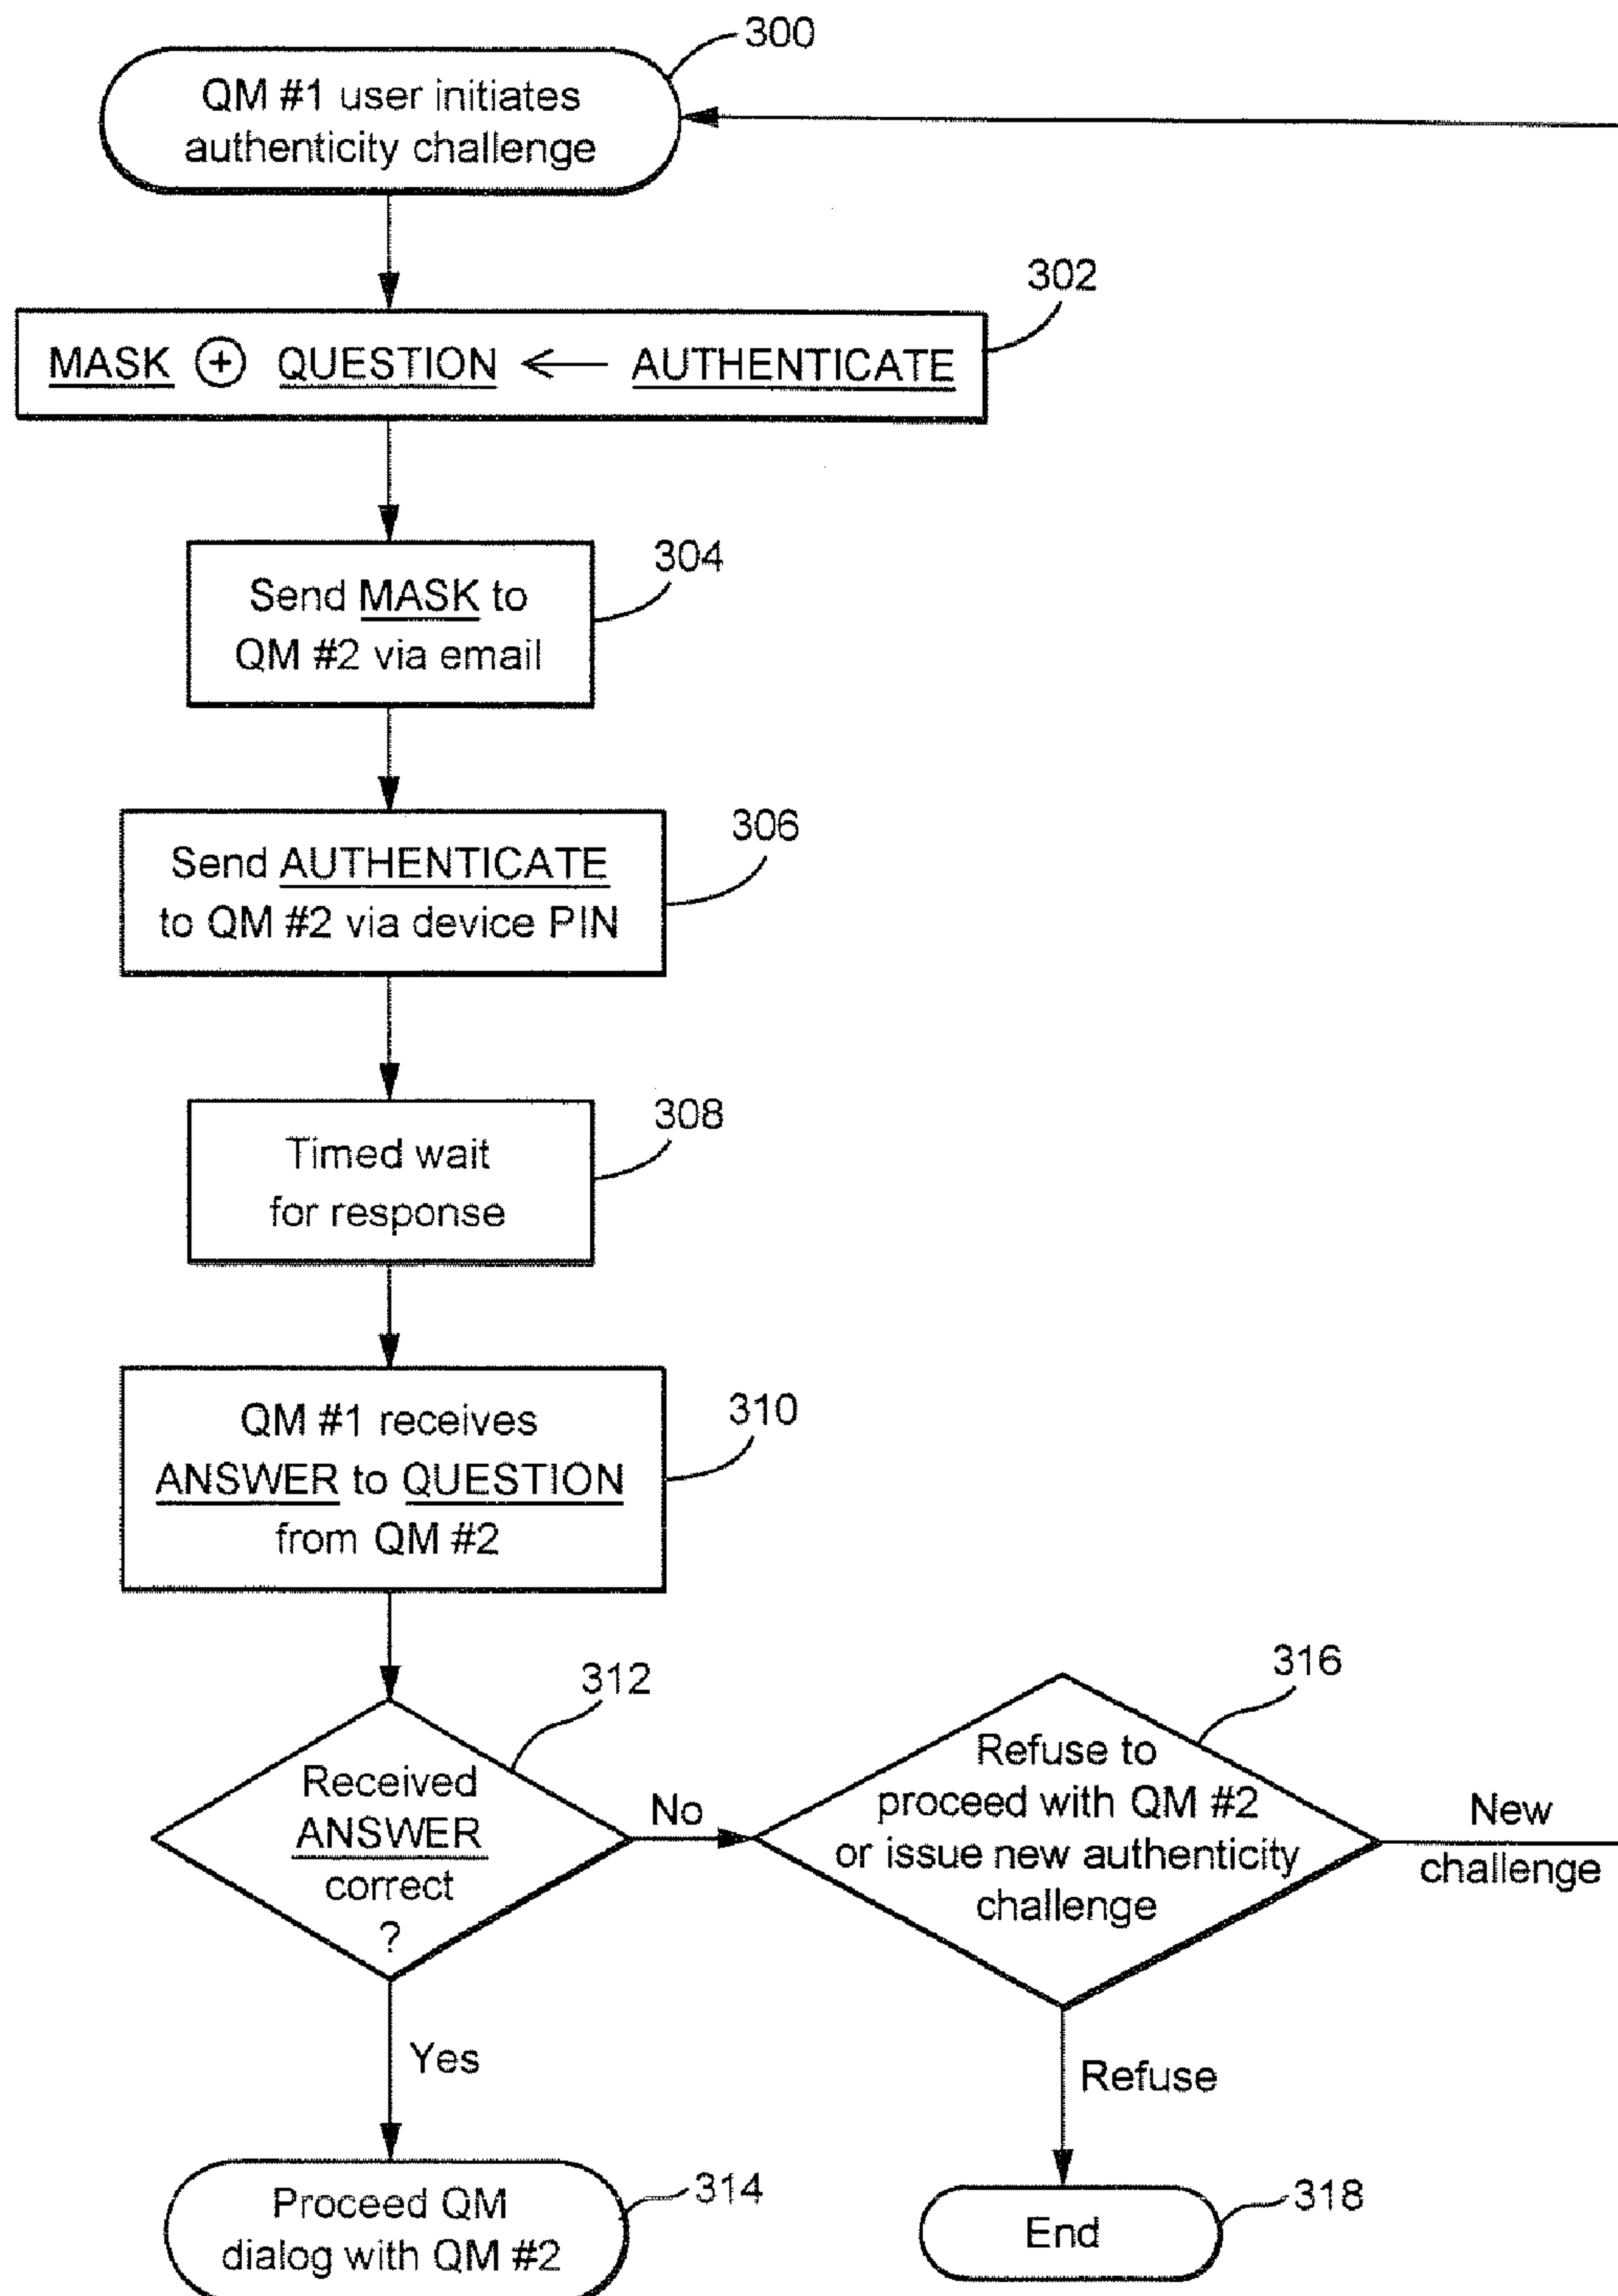 300
QM #1 user initiates
authenticity challenge
302
MASK ⊕ QUESTION ← AUTHENTICATE
304
Send MASK to
QM #2 via email
306
Send AUTHENTICATE
to QM #2 via device PIN
308
Timed wait
for response
310
QM #1 receives
ANSWER to QUESTION
from QM #2
312
Received
ANSWER
correct
?
No
316
Refuse to
proceed with QM #2
or issue new authenticity
challenge
New
challenge
Yes
Refuse
314
Proceed QM
dialog with QM #2
318
End